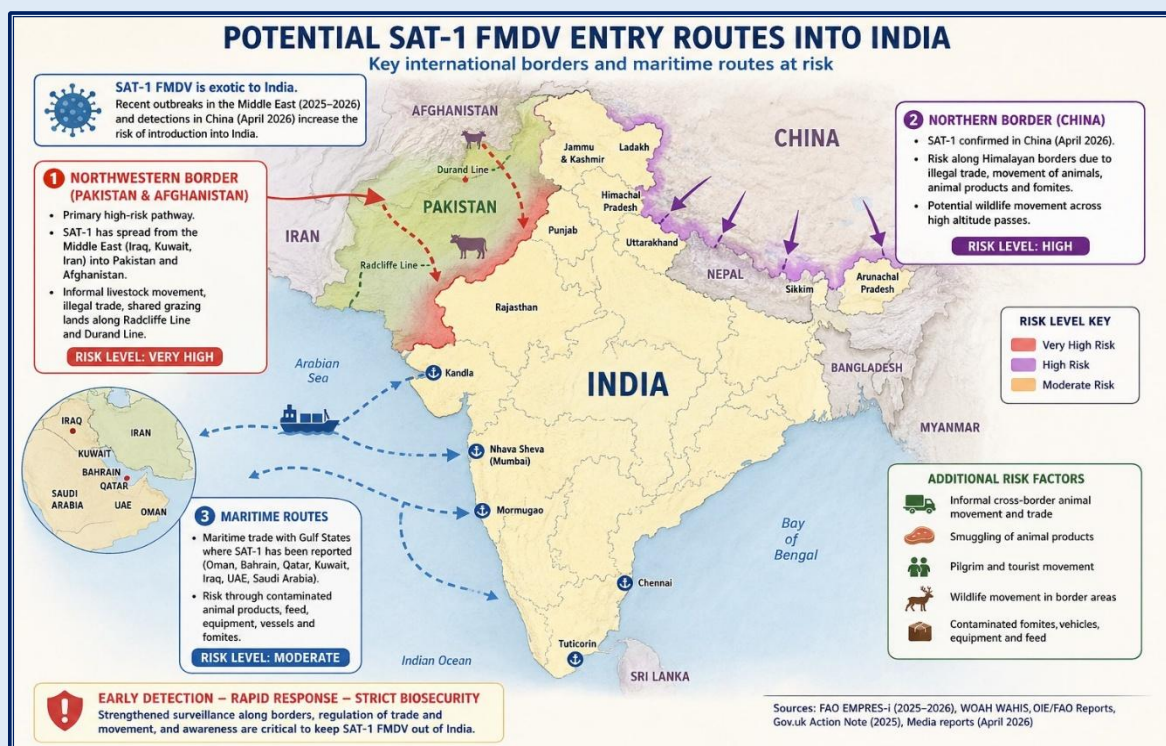 POTENTIAL SAT-1 FMDV ENTRY ROUTES INTO INDIA
Key international borders and maritime routes at risk
SAT-1 FMDV is exotic to India.
Recent outbreaks in the Middle East (2025–2026)
and detections in China (April 2026) increase the
risk of introduction into India.
1 NORTHWESTERN BORDER
(PAKISTAN & AFGHANISTAN)
• Primary high-risk pathway.
• SAT-1 has spread from the
Middle East (Iraq, Kuwait,
Iran) into Pakistan and
Afghanistan.
• Informal livestock movement,
illegal trade, shared grazing
lands along Radcliffe Line
and Durand Line.
RISK LEVEL: VERY HIGH
AFGHANISTAN
Durand Line
PAKISTAN
IRAN
Radcliffe Line
CHINA
Jammu
& Kashmir
Ladakh
Himachal
Pradesh
Punjab
Uttarakhand
NEPAL
Sikkim
Arunachal
Pradesh
Rajasthan
INDIA
BANGLADESH
MYANMAR
Arabian
Sea
Kandla
Nhava Sheva
(Mumbai)
Mormugao
Chennai
Tuticorin
Bay
of
Bengal
Indian Ocean
SRI LANKA
2 NORTHERN BORDER (CHINA)
• SAT-1 confirmed in China (April 2026).
• Risk along Himalayan borders due to
illegal trade, movement of animals,
animal products and fomites.
• Potential wildlife movement across
high altitude passes.
RISK LEVEL: HIGH
RISK LEVEL KEY
Very High Risk
High Risk
Moderate Risk
IRAQ
IRAN
KUWAIT
BAHRAIN
QATAR
SAUDI
ARABIA
UAE
OMAN
3 MARITIME ROUTES
• Maritime trade with Gulf States
where SAT-1 has been reported
(Oman, Bahrain, Qatar, Kuwait,
Iraq, UAE, Saudi Arabia).
• Risk through contaminated
animal products, feed,
equipment, vessels and
fomites.
RISK LEVEL: MODERATE
ADDITIONAL RISK FACTORS
Informal cross-border animal
movement and trade
Smuggling of animal products
Pilgrim and tourist movement
Wildlife movement in border areas
Contaminated fomites, vehicles,
equipment and feed
EARLY DETECTION – RAPID RESPONSE – STRICT BIOSECURITY
Strengthened surveillance along borders, regulation of trade and
movement, and awareness are critical to keep SAT-1 FMDV out of India.
Sources: FAO EMPRES-i (2025–2026), WOAH WAHIS, OIE/FAO Reports,
Gov.uk Action Note (2025), Media reports (April 2026)